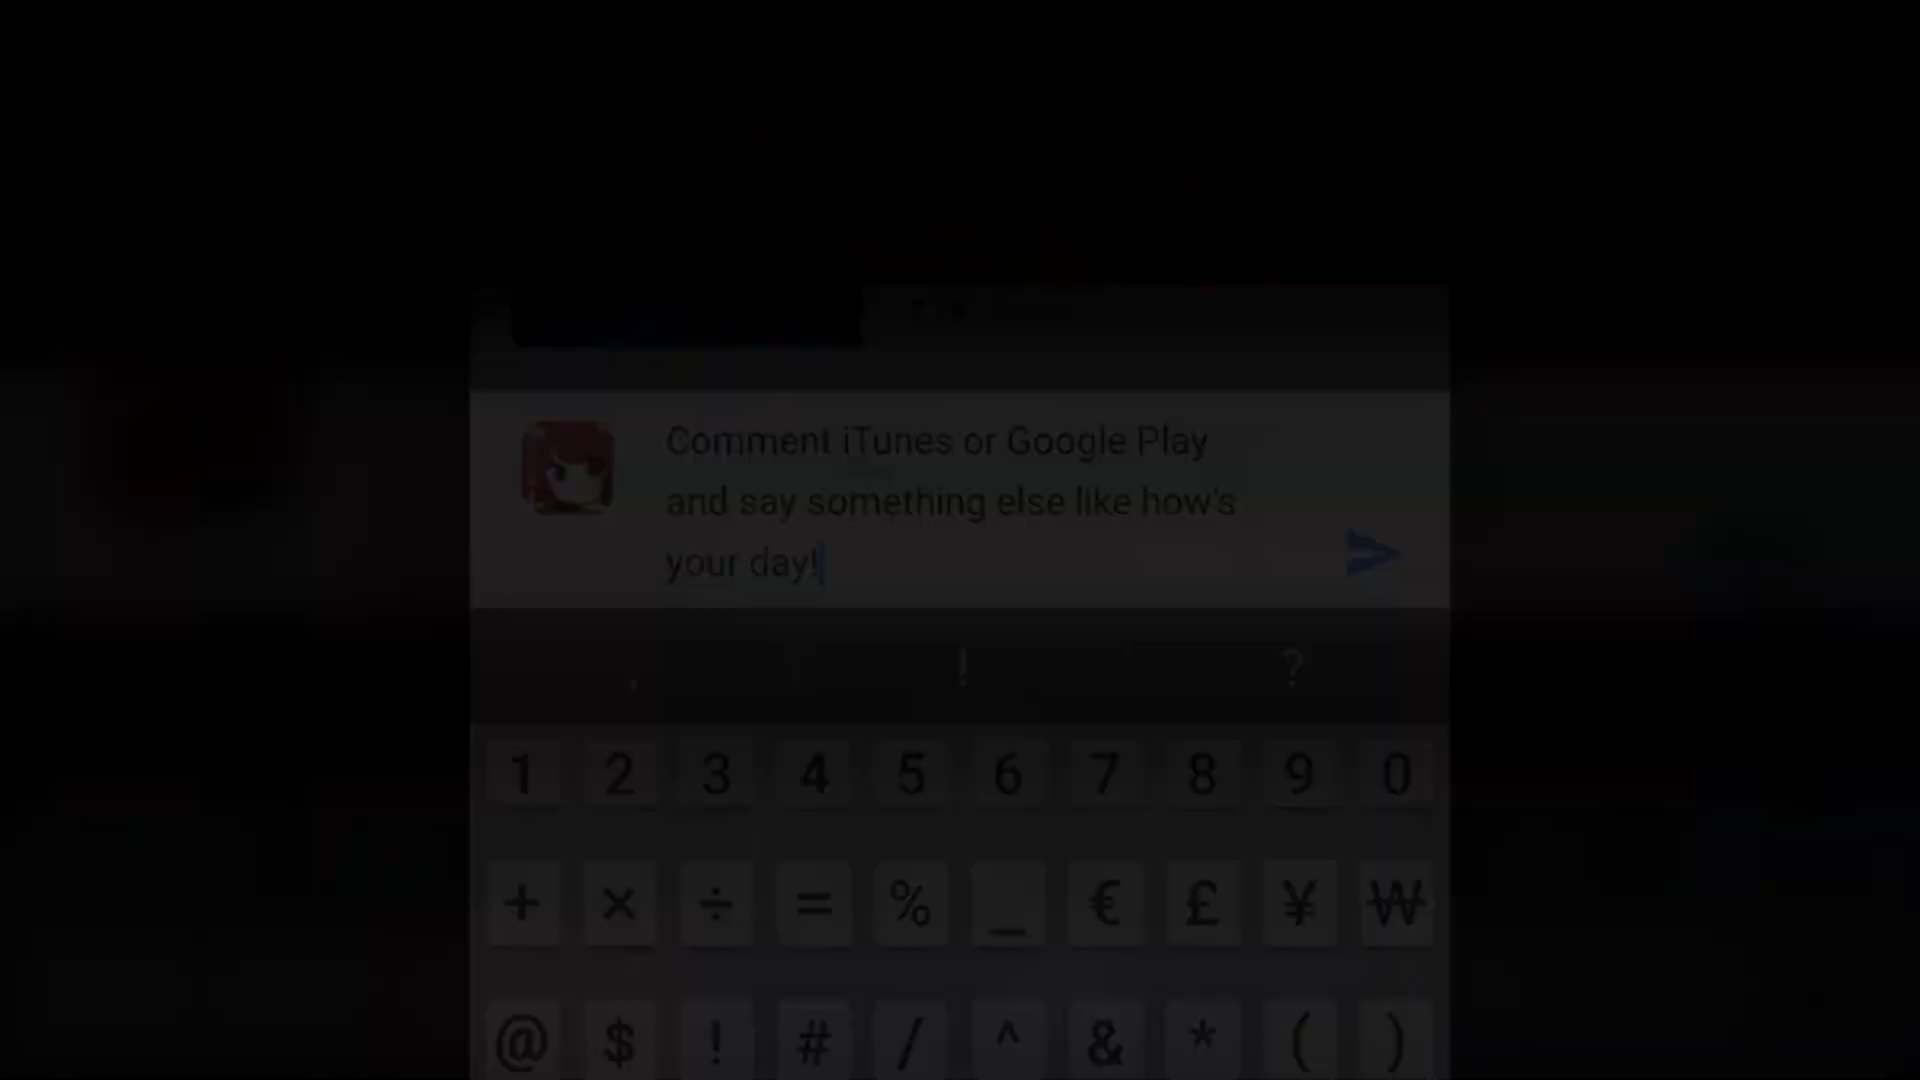 Comment iTunes or Google Play
and say something else like how's
your day!
, ! ?
1 2 3 4 5 6 7 8 9 0
+ × ÷ = % _ € £ ¥ ₩
@ $ ! # / ^ & * ( )